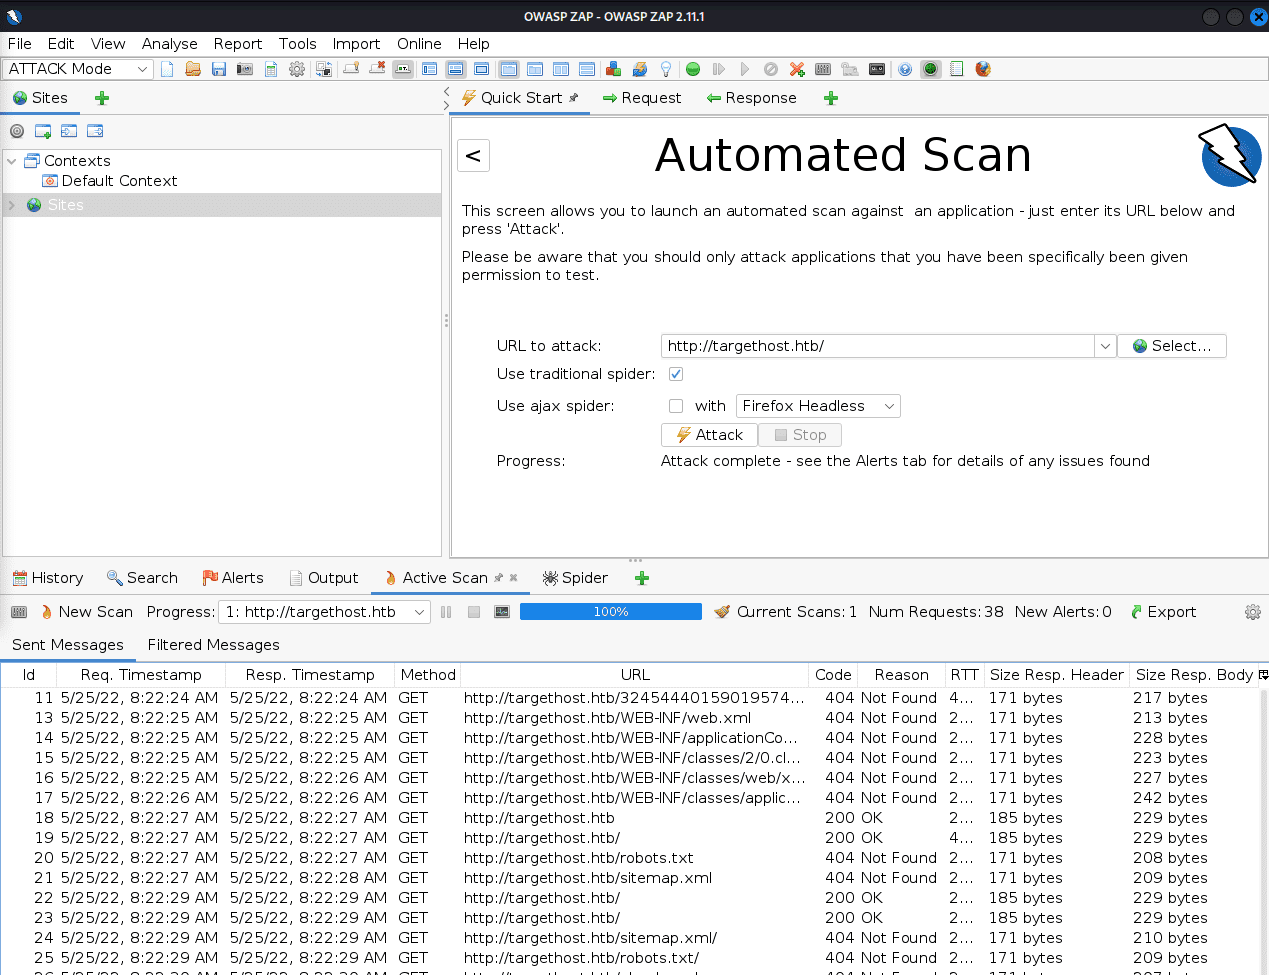 OWASP ZAP - OWASP ZAP 2.11.1
File Edit View Analyse Report Tools Import Online Help
ATTACK Mode
Sites
Quick Start Request Response
Contexts
Default Context
Sites
<
Automated Scan
This screen allows you to launch an automated scan against  an application - just enter its URL below and
press 'Attack'.
Please be aware that you should only attack applications that you have been specifically been given
permission to test.
URL to attack: http://targethost.htb/ Select...
Use traditional spider:
Use ajax spider: with Firefox Headless
Attack Stop
Progress: Attack complete - see the Alerts tab for details of any issues found
History Search Alerts Output Active Scan Spider
New Scan Progress: 1: http://targethost.htb 100% Current Scans: 1 Num Requests: 38 New Alerts: 0 Export
Sent Messages Filtered Messages
Id Req. Timestamp Resp. Timestamp Method URL Code Reason RTT Size Resp. Header Size Resp. Body
11 5/25/22, 8:22:24 AM 5/25/22, 8:22:24 AM GET http://targethost.htb/32454440159019574... 404 Not Found 4... 171 bytes 217 bytes
13 5/25/22, 8:22:25 AM 5/25/22, 8:22:25 AM GET http://targethost.htb/WEB-INF/web.xml 404 Not Found 2... 171 bytes 213 bytes
14 5/25/22, 8:22:25 AM 5/25/22, 8:22:25 AM GET http://targethost.htb/WEB-INF/applicationCo... 404 Not Found 2... 171 bytes 228 bytes
15 5/25/22, 8:22:25 AM 5/25/22, 8:22:25 AM GET http://targethost.htb/WEB-INF/classes/2/0.cl... 404 Not Found 2... 171 bytes 223 bytes
16 5/25/22, 8:22:25 AM 5/25/22, 8:22:26 AM GET http://targethost.htb/WEB-INF/classes/web/x... 404 Not Found 2... 171 bytes 227 bytes
17 5/25/22, 8:22:26 AM 5/25/22, 8:22:26 AM GET http://targethost.htb/WEB-INF/classes/applic... 404 Not Found 2... 171 bytes 242 bytes
18 5/25/22, 8:22:27 AM 5/25/22, 8:22:27 AM GET http://targethost.htb 200 OK 2... 185 bytes 229 bytes
19 5/25/22, 8:22:27 AM 5/25/22, 8:22:27 AM GET http://targethost.htb/ 200 OK 4... 185 bytes 229 bytes
20 5/25/22, 8:22:27 AM 5/25/22, 8:22:27 AM GET http://targethost.htb/robots.txt 404 Not Found 2... 171 bytes 208 bytes
21 5/25/22, 8:22:27 AM 5/25/22, 8:22:28 AM GET http://targethost.htb/sitemap.xml 404 Not Found 2... 171 bytes 209 bytes
22 5/25/22, 8:22:29 AM 5/25/22, 8:22:29 AM GET http://targethost.htb/ 200 OK 2... 185 bytes 229 bytes
23 5/25/22, 8:22:29 AM 5/25/22, 8:22:29 AM GET http://targethost.htb/ 200 OK 2... 185 bytes 229 bytes
24 5/25/22, 8:22:29 AM 5/25/22, 8:22:29 AM GET http://targethost.htb/sitemap.xml/ 404 Not Found 2... 171 bytes 210 bytes
25 5/25/22, 8:22:29 AM 5/25/22, 8:22:29 AM GET http://targethost.htb/robots.txt/ 404 Not Found 2... 171 bytes 209 bytes